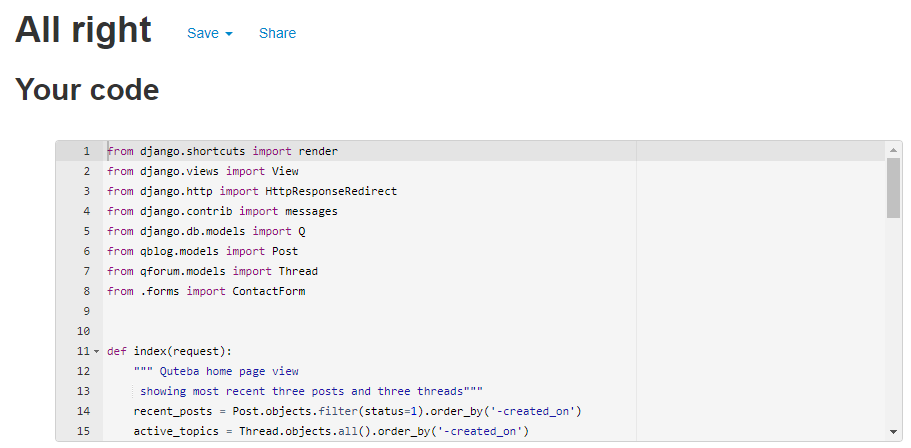 All right Save Share
Your code
1 from django.shortcuts import render
2 from django.views import View
3 from django.http import HttpResponseRedirect
4 from django.contrib import messages
5 from django.db.models import Q
6 from qblog.models import Post
7 from qforum.models import Thread
8 from .forms import ContactForm
9
10
11 def index(request):
12     """ Quteba home page view
13      showing most recent three posts and three threads"""
14     recent_posts = Post.objects.filter(status=1).order_by('-created_on')
15     active_topics = Thread.objects.all().order_by('-created_on')